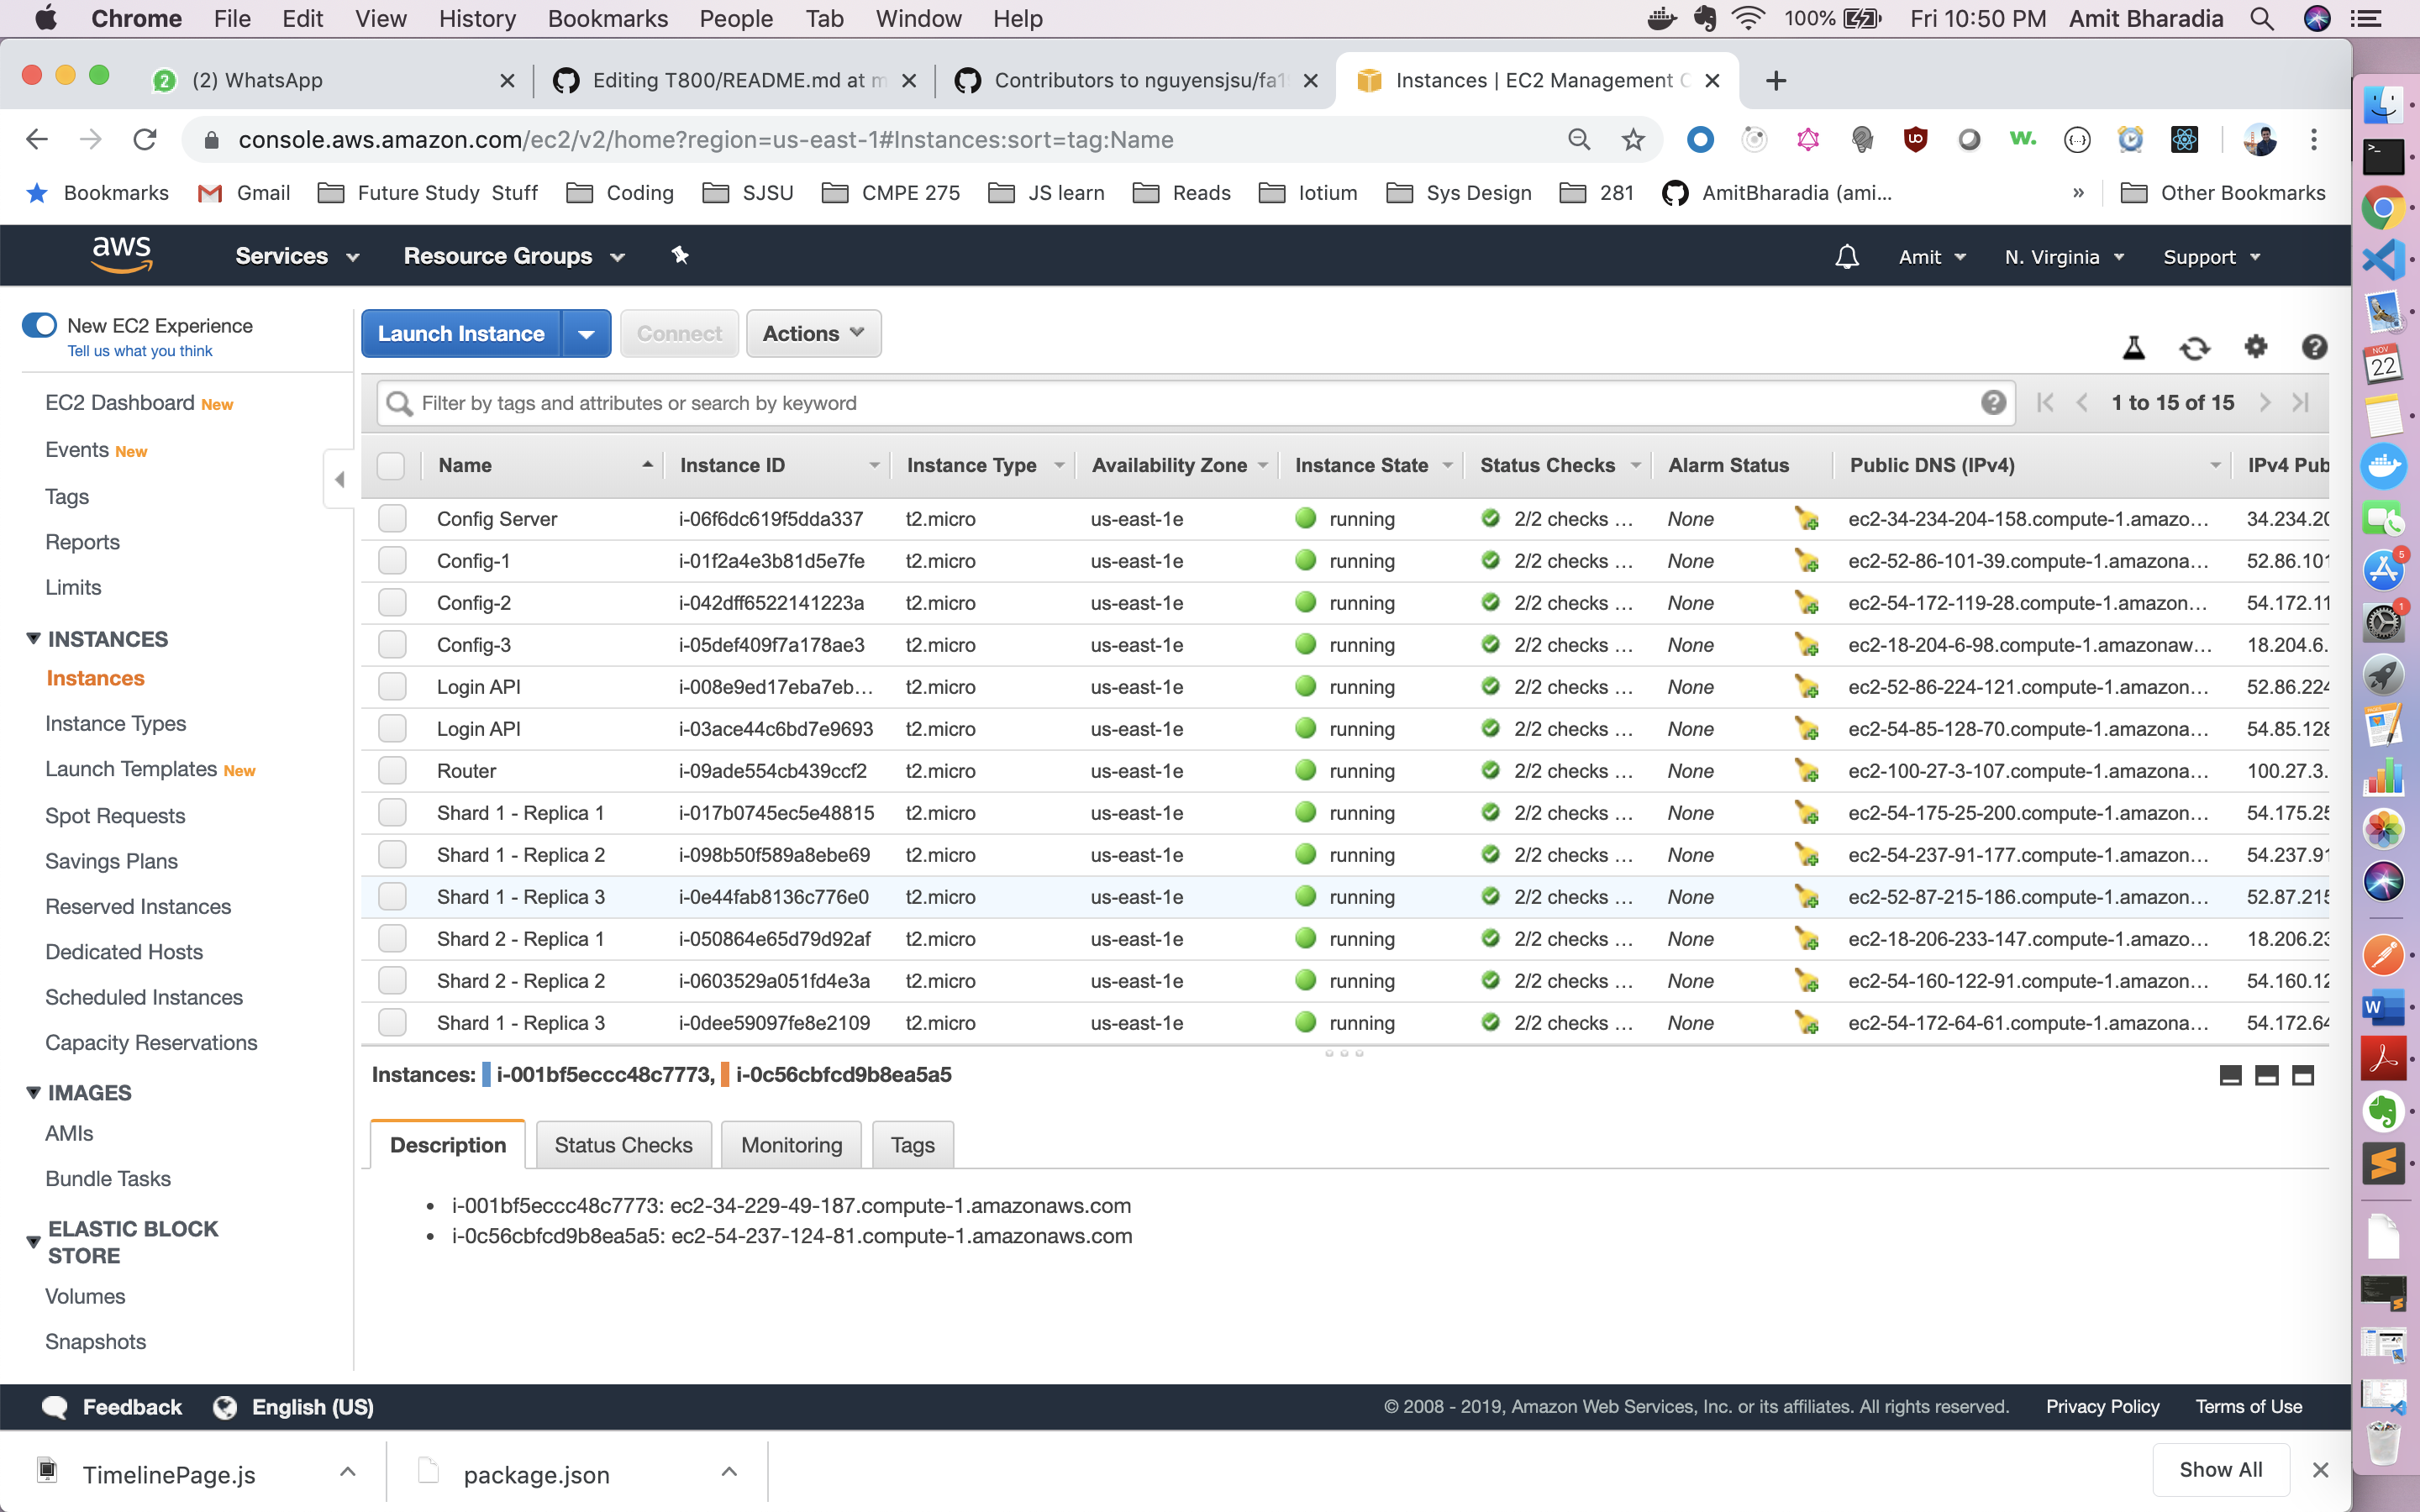 Chrome File Edit View History Bookmarks People Tab Window Help 100% Fri 10:50 PM Amit Bharadia
2 (2) WhatsApp Editing T800/README.md at m Contributors to nguyensjsu/fa1 Instances | EC2 Management C
console.aws.amazon.com/ec2/v2/home?region=us-east-1#Instances:sort=tag:Name
Bookmarks Gmail Future Study Stuff Coding SJSU CMPE 275 JS learn Reads Iotium Sys Design 281 AmitBharadia (ami... » Other Bookmarks
aws Services Resource Groups Amit N. Virginia Support
New EC2 Experience
Tell us what you think
EC2 Dashboard New
Events New
Tags
Reports
Limits
INSTANCES
Instances
Instance Types
Launch Templates New
Spot Requests
Savings Plans
Reserved Instances
Dedicated Hosts
Scheduled Instances
Capacity Reservations
IMAGES
AMIs
Bundle Tasks
ELASTIC BLOCK
STORE
Volumes
Snapshots
Launch Instance Connect Actions
Filter by tags and attributes or search by keyword 1 to 15 of 15
Name Instance ID Instance Type Availability Zone Instance State Status Checks Alarm Status Public DNS (IPv4) IPv4 Pub
Config Server i-06f6dc619f5dda337 t2.micro us-east-1e running 2/2 checks ... None ec2-34-234-204-158.compute-1.amazo... 34.234.20
Config-1 i-01f2a4e3b81d5e7fe t2.micro us-east-1e running 2/2 checks ... None ec2-52-86-101-39.compute-1.amazona... 52.86.101
Config-2 i-042dff6522141223a t2.micro us-east-1e running 2/2 checks ... None ec2-54-172-119-28.compute-1.amazon... 54.172.11
Config-3 i-05def409f7a178ae3 t2.micro us-east-1e running 2/2 checks ... None ec2-18-204-6-98.compute-1.amazonaw... 18.204.6.
Login API i-008e9ed17eba7eb... t2.micro us-east-1e running 2/2 checks ... None ec2-52-86-224-121.compute-1.amazon... 52.86.224
Login API i-03ace44c6bd7e9693 t2.micro us-east-1e running 2/2 checks ... None ec2-54-85-128-70.compute-1.amazona... 54.85.128
Router i-09ade554cb439ccf2 t2.micro us-east-1e running 2/2 checks ... None ec2-100-27-3-107.compute-1.amazona... 100.27.3.
Shard 1 - Replica 1 i-017b0745ec5e48815 t2.micro us-east-1e running 2/2 checks ... None ec2-54-175-25-200.compute-1.amazon... 54.175.25
Shard 1 - Replica 2 i-098b50f589a8ebe69 t2.micro us-east-1e running 2/2 checks ... None ec2-54-237-91-177.compute-1.amazon... 54.237.91
Shard 1 - Replica 3 i-0e44fab8136c776e0 t2.micro us-east-1e running 2/2 checks ... None ec2-52-87-215-186.compute-1.amazon... 52.87.215
Shard 2 - Replica 1 i-050864e65d79d92af t2.micro us-east-1e running 2/2 checks ... None ec2-18-206-233-147.compute-1.amazo... 18.206.23
Shard 2 - Replica 2 i-0603529a051fd4e3a t2.micro us-east-1e running 2/2 checks ... None ec2-54-160-122-91.compute-1.amazon... 54.160.12
Shard 1 - Replica 3 i-0dee59097fe8e2109 t2.micro us-east-1e running 2/2 checks ... None ec2-54-172-64-61.compute-1.amazona... 54.172.64
Instances: i-001bf5eccc48c7773, i-0c56cbfcd9b8ea5a5
Description Status Checks Monitoring Tags
• i-001bf5eccc48c7773: ec2-34-229-49-187.compute-1.amazonaws.com
• i-0c56cbfcd9b8ea5a5: ec2-54-237-124-81.compute-1.amazonaws.com
Feedback English (US) © 2008 - 2019, Amazon Web Services, Inc. or its affiliates. All rights reserved. Privacy Policy Terms of Use
TimelinePage.js package.json Show All
NOV
22
5
1
W